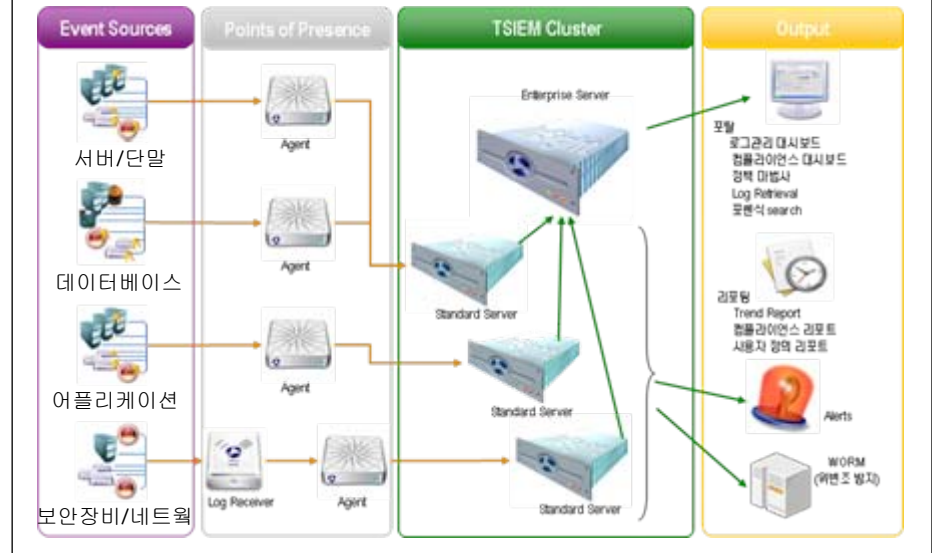 Event Sources
Points of Presence
TSIEM Cluster
Output
서버/단말
데이터베이스
어플리케이션
보안장비/네트웍
Agent
Agent
Agent
Log Receiver
Agent
Enterprise Server
Standard Server
Standard Server
Standard Server
포탈
로그관리 대시보드
컴플라이언스 대시보드
정책 마법사
Log Retrieval
포렌식 search
리포팅
Trend Report
컴플라이언스 리포트
사용자 정의 리포트
Alerts
WORM
(위변조 방지)